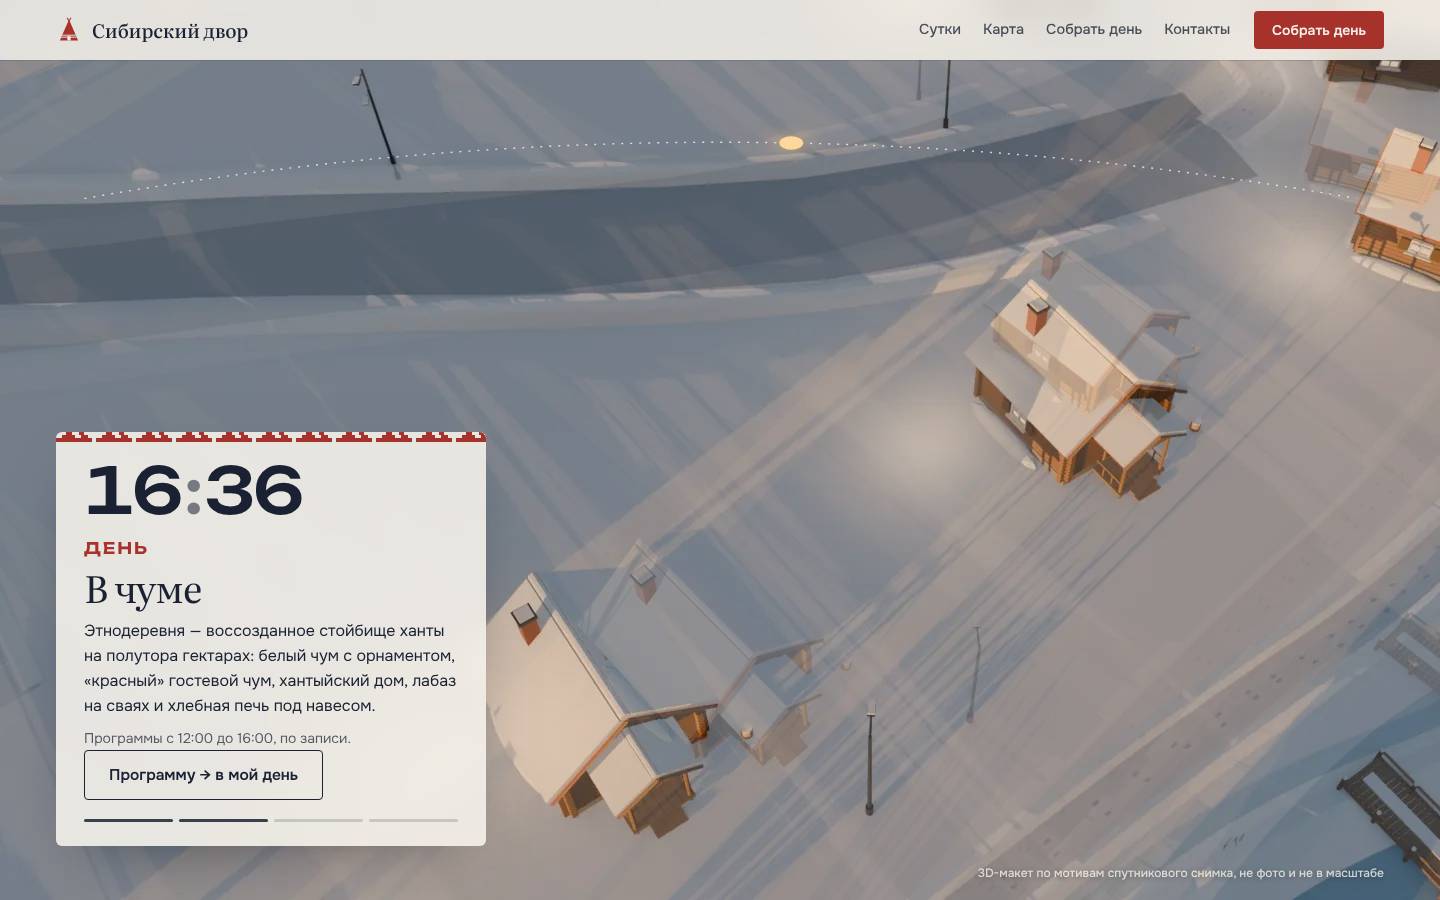 Сибирский двор
Сутки
Карта
Собрать день
Контакты
Собрать день
16:36
ДЕНЬ
В чуме
Этнодеревня — воссозданное стойбище ханты
на полутора гектарах: белый чум с орнаментом,
«красный» гостевой чум, хантыйский дом, лабаз
на сваях и хлебная печь под навесом.
Программы с 12:00 до 16:00, по записи.
Программу → в мой день
3D-макет по мотивам спутникового снимка, не фото и не в масштабе